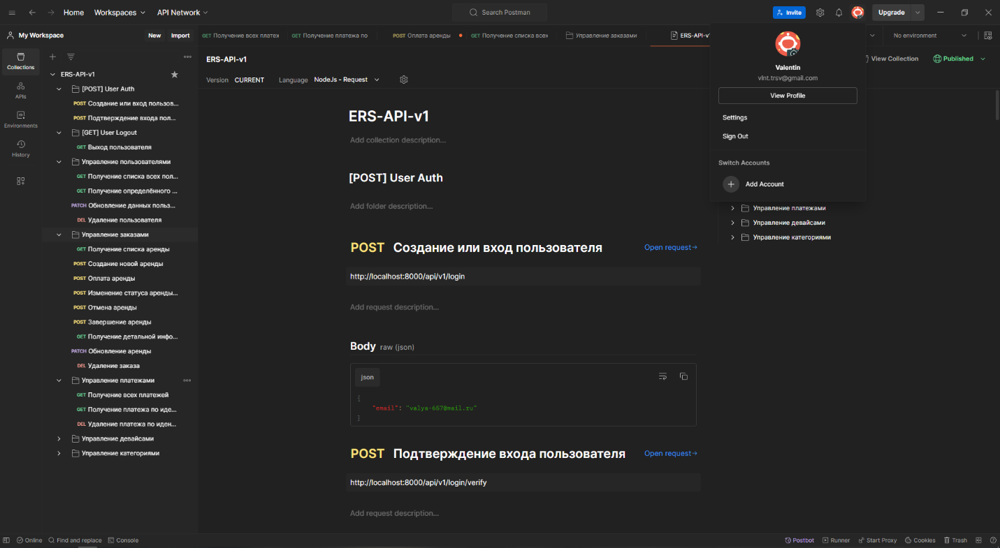 Home Workspaces API Network Search Postman Invite Upgrade
My Workspace New Import GET Получение всех платеж GET Получение платежа по POST Оплата аренды GET Получение списка всех Управление заказами ERS-API-v1 No environment
Collections
APIs
Environments
History
ERS-API-v1
[POST] User Auth
POST Создание или вход пользов...
POST Подтверждение входа пол...
[GET] User Logout
GET Выход пользователя
Управление пользователями
GET Получение списка всех пол...
GET Получение определённого ...
PATCH Обновление данных польз...
DEL Удаление пользователя
Управление заказами
GET Получение списка аренды
POST Создание новой аренды
POST Оплата аренды
POST Изменение статуса аренды...
POST Отмена аренды
POST Завершение аренды
GET Получение детальной инфо...
PATCH Обновление аренды
DEL Удаление заказа
Управление платежами
GET Получение всех платежей
GET Получение платежа по иде...
DEL Удаление платежа по иден...
Управление девайсами
Управление категориями
ERS-API-v1
View Collection Published
Version CURRENT Language NodeJs - Request
ERS-API-v1
Add collection description...
[POST] User Auth
Add folder description...
POST Создание или вход пользователя Open request→
http://localhost:8000/api/v1/login
Add request description...
Body raw (json)
json
{
"email": "valya-657@mail.ru"
}
POST Подтверждение входа пользователя Open request→
http://localhost:8000/api/v1/login/verify
Add request description...
Valentin
vlnt.trsv@gmail.com
View Profile
Settings
Sign Out
Switch Accounts
Add Account
Управление платежами
Управление девайсами
Управление категориями
Online Find and replace Console Postbot Runner Start Proxy Cookies Trash